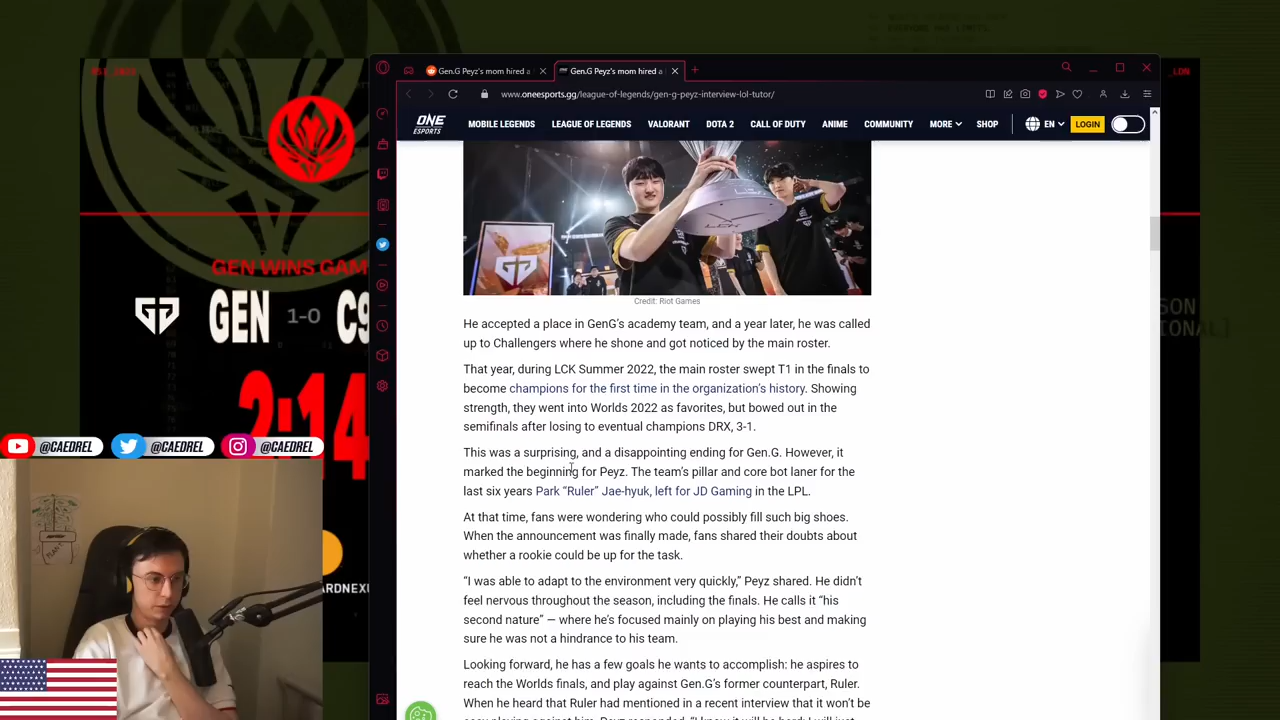 EST 2023
_LDN
GEN WINS GAM
GEN
1-0
C9
2:14
@CAEDREL
@CAEDREL
@CAEDREL
ARDNEXU
SON
IONAL]
Gen.G Peyz's mom hired a
Gen.G Peyz's mom hired a
www.oneesports.gg/league-of-legends/gen-g-peyz-interview-lol-tutor/
ONE
ESPORTS
MOBILE LEGENDS
LEAGUE OF LEGENDS
VALORANT
DOTA 2
CALL OF DUTY
ANIME
COMMUNITY
MORE
SHOP
EN
LOGIN
Credit: Riot Games
He accepted a place in GenG's academy team, and a year later, he was called
up to Challengers where he shone and got noticed by the main roster.
That year, during LCK Summer 2022, the main roster swept T1 in the finals to
become champions for the first time in the organization's history. Showing
strength, they went into Worlds 2022 as favorites, but bowed out in the
semifinals after losing to eventual champions DRX, 3-1.
This was a surprising, and a disappointing ending for Gen.G. However, it
marked the beginning for Peyz. The team's pillar and core bot laner for the
last six years Park “Ruler” Jae-hyuk, left for JD Gaming in the LPL.
At that time, fans were wondering who could possibly fill such big shoes.
When the announcement was finally made, fans shared their doubts about
whether a rookie could be up for the task.
“I was able to adapt to the environment very quickly,” Peyz shared. He didn't
feel nervous throughout the season, including the finals. He calls it “his
second nature” — where he's focused mainly on playing his best and making
sure he was not a hindrance to his team.
Looking forward, he has a few goals he wants to accomplish: he aspires to
reach the Worlds finals, and play against Gen.G's former counterpart, Ruler.
When he heard that Ruler had mentioned in a recent interview that it won't be